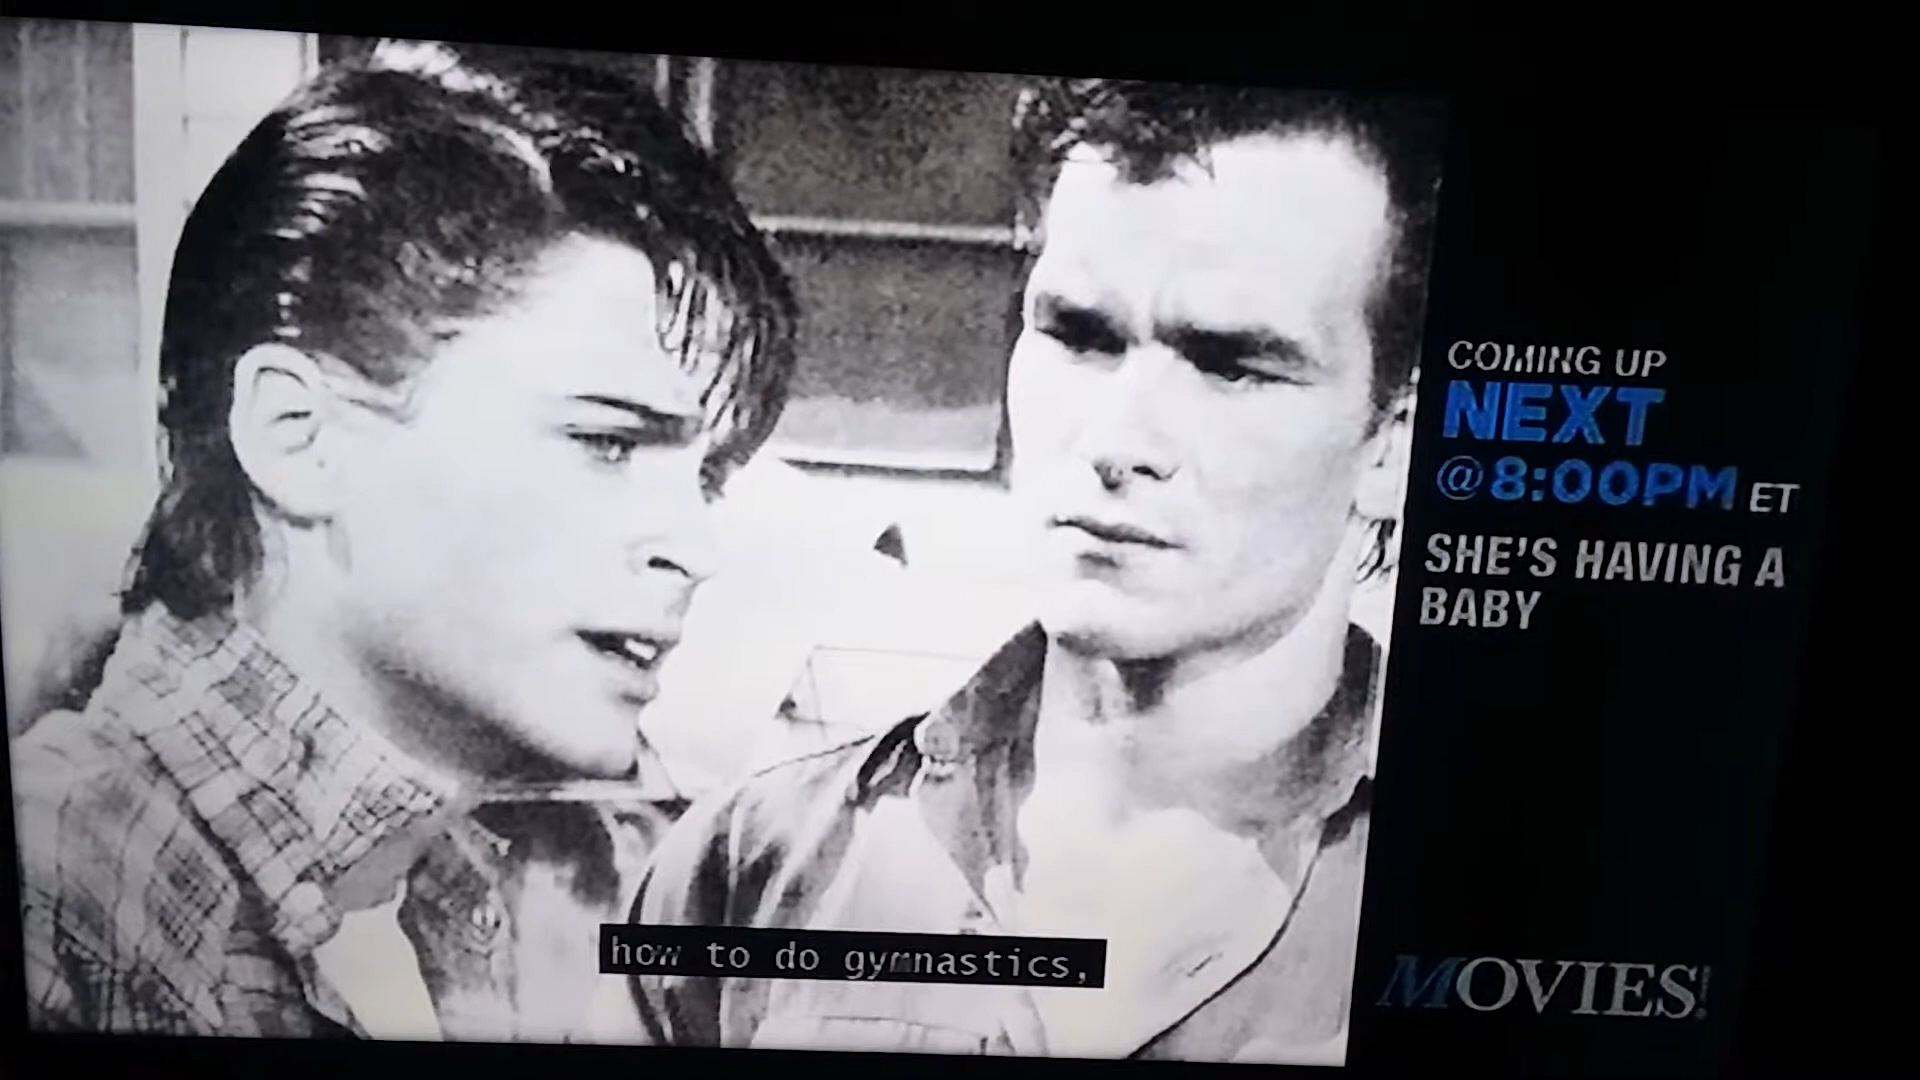 COMING UP
NEXT
@8:00PM ET
SHE'S HAVING A
BABY
how to do gymnastics,
MOVIES!